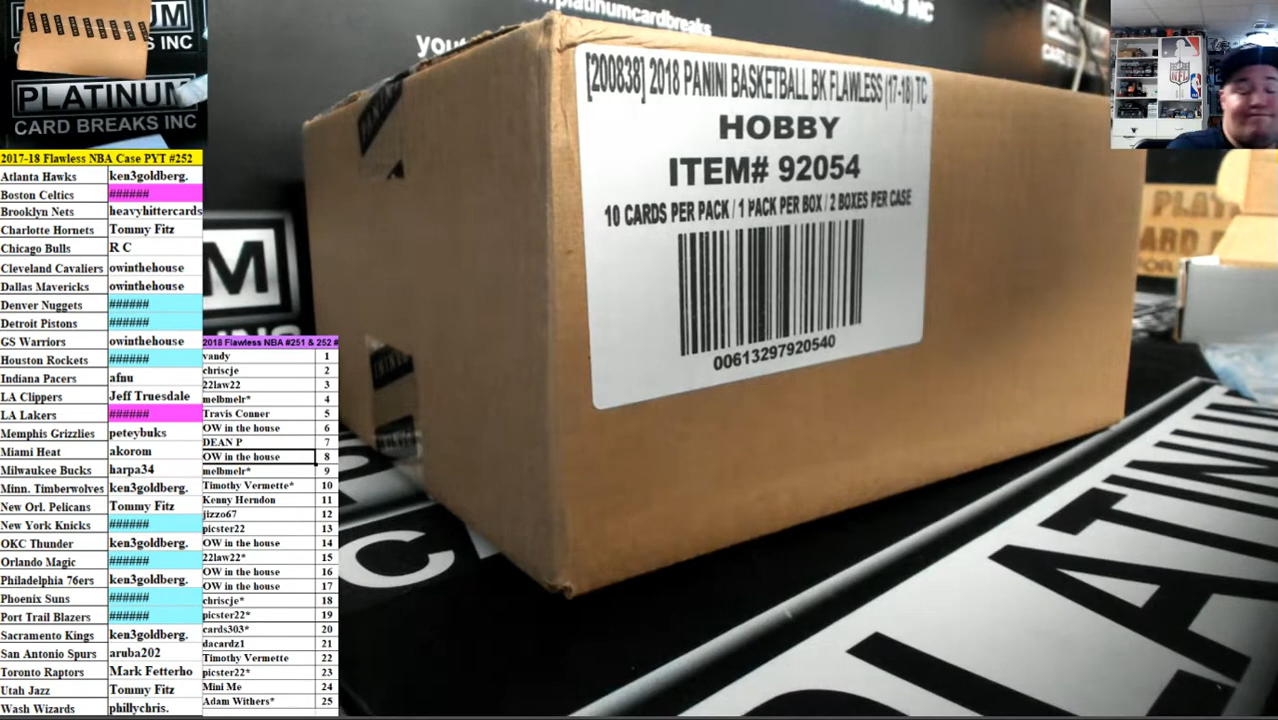 platinumcardbreaks
you
INC
S INC
PLATINUM
CARD BREAKS INC
[200838] 2018 PANINI BASKETBALL BK FLAWLESS (17-18) TC
HOBBY
ITEM# 92054
10 CARDS PER PACK / 1 PACK PER BOX / 2 BOXES PER CASE
00613297920540
2017-18 Flawless NBA Case PYT #252
Atlanta Hawks ken3goldberg.
Boston Celtics ######
Brooklyn Nets heavyhittercards
Charlotte Hornets Tommy Fitz
Chicago Bulls R C
Cleveland Cavaliers owinthehouse
Dallas Mavericks owinthehouse
Denver Nuggets ######
Detroit Pistons ######
GS Warriors owinthehouse
Houston Rockets ######
Indiana Pacers afnu
LA Clippers Jeff Truesdale
LA Lakers ######
Memphis Grizzlies peteybuks
Miami Heat akorom
Milwaukee Bucks harpa34
Minn. Timberwolves ken3goldberg.
New Orl. Pelicans Tommy Fitz
New York Knicks ######
OKC Thunder ken3goldberg.
Orlando Magic ######
Philadelphia 76ers ken3goldberg.
Phoenix Suns ######
Port Trail Blazers ######
Sacramento Kings ken3goldberg.
San Antonio Spurs aruba202
Toronto Raptors Mark Fetterho
Utah Jazz Tommy Fitz
Wash Wizards phillychris.
2018 Flawless NBA #251 & 252 #
vandy 1
chriscje 2
22law22 3
melbmelr* 4
Travis Conner 5
OW in the house 6
DEAN P 7
OW in the house 8
melbmelr* 9
Timothy Vermette* 10
Kenny Herndon 11
jizzo67 12
picster22 13
OW in the house 14
22law22* 15
OW in the house 16
OW in the house 17
chriscje* 18
picster22* 19
cards303* 20
dacardz1 21
Timothy Vermette 22
picster22* 23
Mini Me 24
Adam Withers* 25
M
INC
NFL
C
PLATINUM